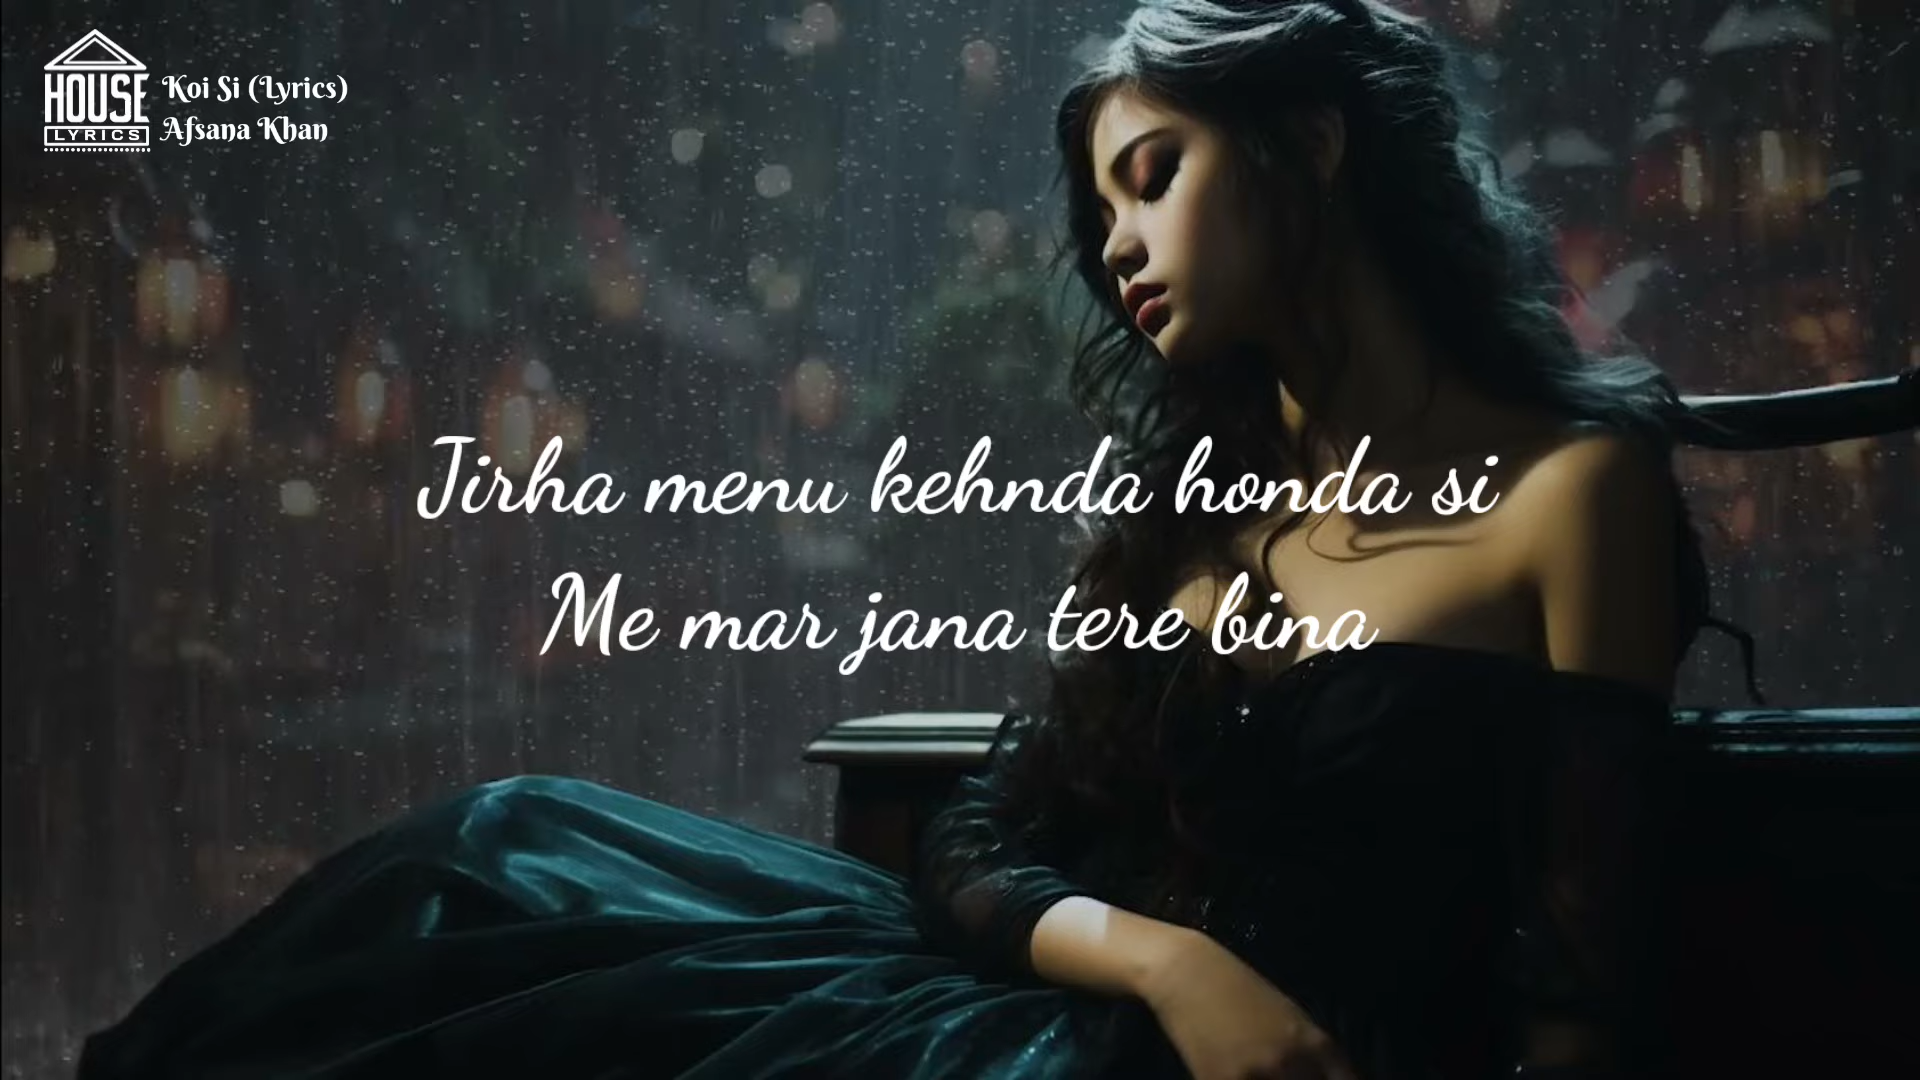 HOUSE
LYRICS
Koi Si (Lyrics)
Afsana Khan
Jirha menu kehnda honda si
Me mar jana tere bina